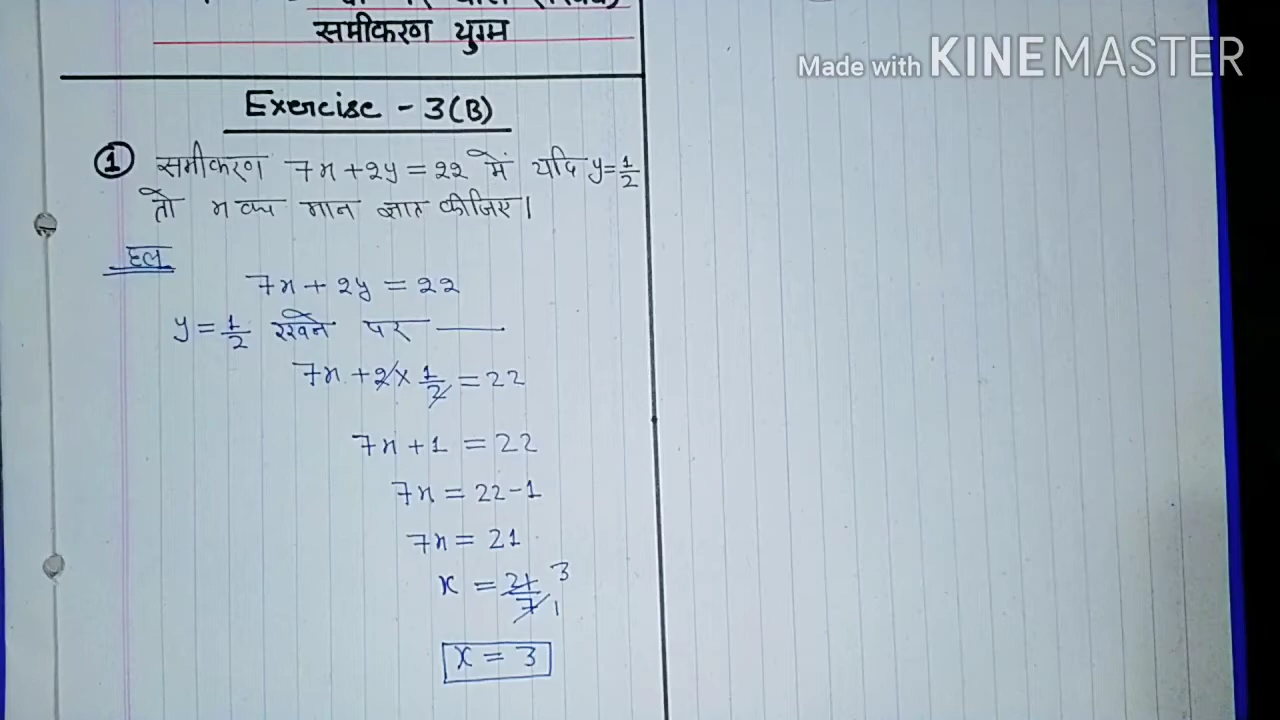 समीकरण युग्म
Made with KINEMASTER
Exercise - 3(B)
① समीकरण 7x + 2y = 22 में यदि y = 1/2
तो x का मान ज्ञात कीजिए।
हल
7x + 2y = 22
y = 1/2 रखने पर —
7x + 2 × 1/2 = 22
7x + 1 = 22
7x = 22 - 1
7x = 21
x = 21/7 3 1
x = 3